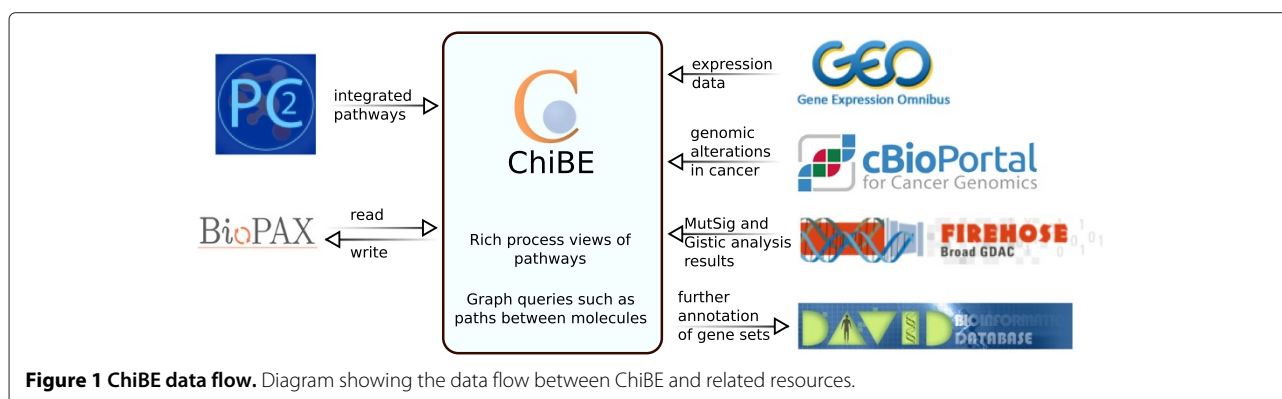 PC2
integrated
pathways
BioPAX
read
write
C
ChiBE
Rich process views of
pathways
Graph queries such as
paths between molecules
expression
data
GEO
Gene Expression Omnibus
genomic
alterations
in cancer
cBioPortal
for Cancer Genomics
MutSig and
Gistic analysis
results
FIREHOSE
Broad GDAC
further
annotation
of gene sets
DAVID
BIOINFORMATI
DATABASE
Figure 1 ChiBE data flow. Diagram showing the data flow between ChiBE and related resources.